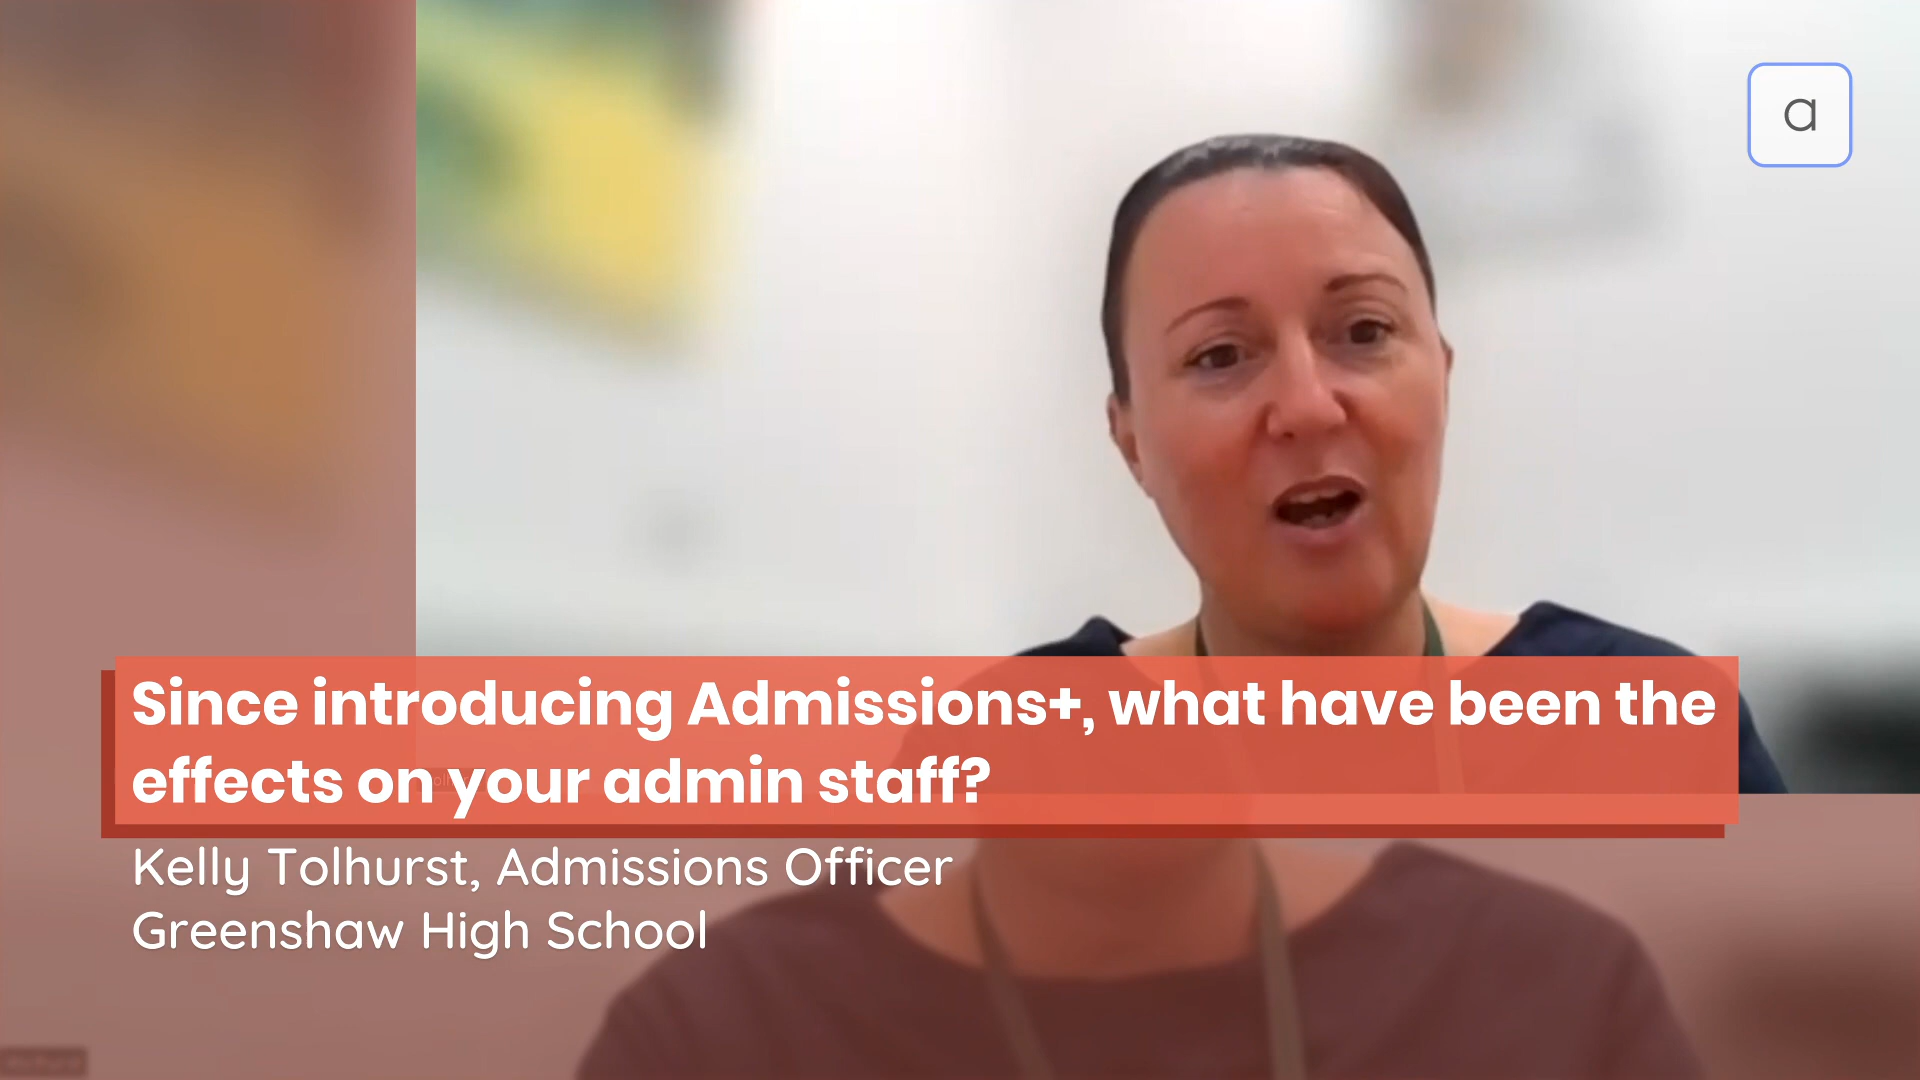 a
Since introducing Admissions+, what have been the
effects on your admin staff?
Kelly Tolhurst, Admissions Officer
Greenshaw High School